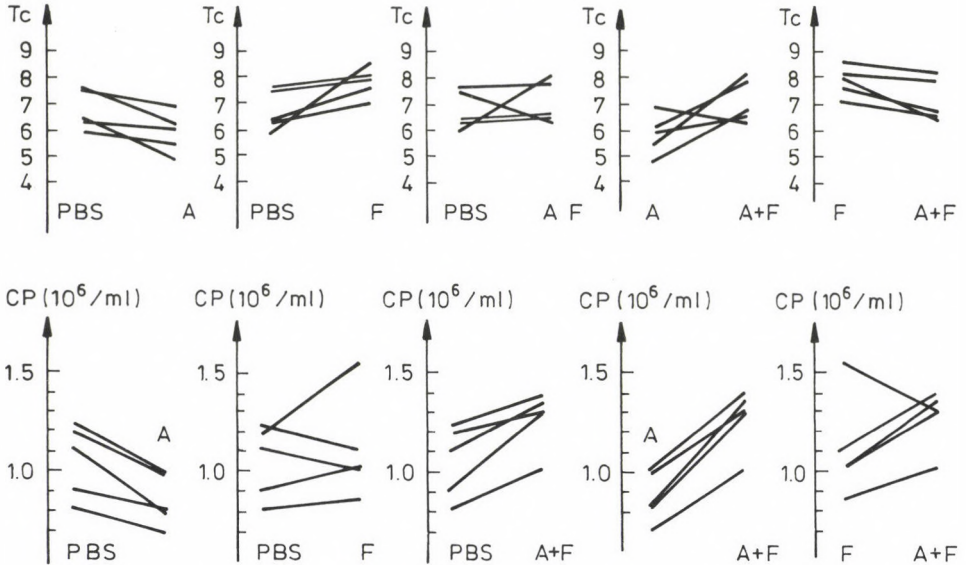 Tc Tc Tc Tc Tc
9 9 9 9 9
8 8 8 8 8
7 7 7 7 7
6 6 6 6 6
5 5 5 5 5
4 4 4 4 4
PBS A PBS F PBS A F A A+F F A+F
CP(10⁶/ml) CP(10⁶/ml) CP(10⁶/ml) CP(10⁶/ml) CP(10⁶/ml)
1.5 1.5 1.5 1.5 1.5
A A
1.0 1.0 1.0 1.0 1.0
PBS PBS F PBS A+F A+F F A+F